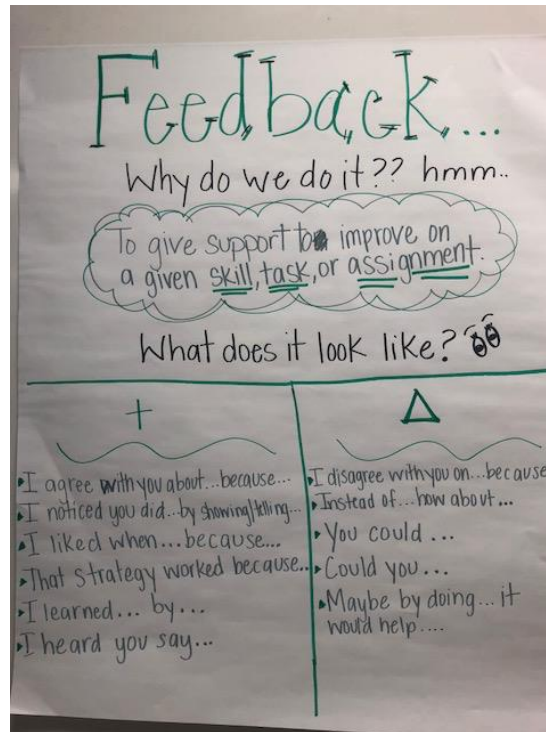 Feedback...
Why do we do it?? hmm..
To give support to improve on
a given skill, task, or assignment.
What does it look like?
+
I agree with you about...because...
I noticed you did...by showing/telling...
I liked when...because...
That strategy worked because...
I learned... by...
I heard you say...
Δ
I disagree with you on...because
Instead of...how about...
You could ...
Could you...
Maybe by doing... it
would help....